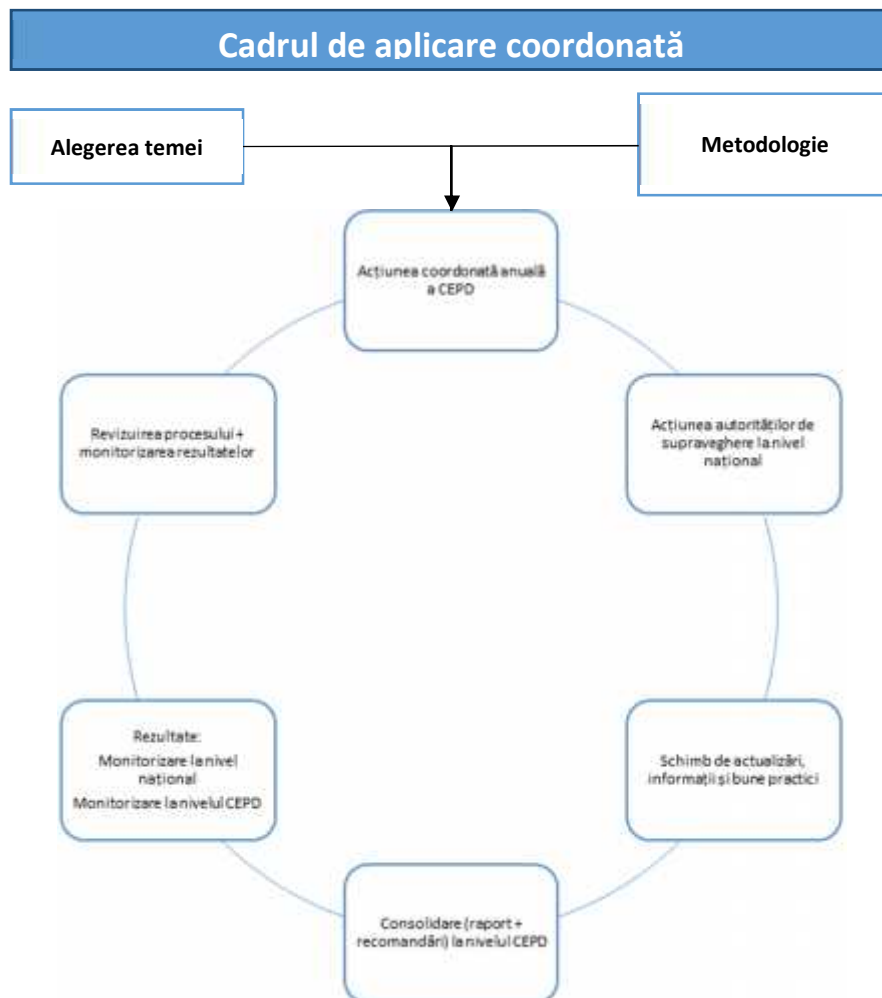 Cadrul de aplicare coordonată
Alegerea temei
Metodologie
Acțiunea coordonată anuală
a CEPD
Revizuirea procesului +
monitorizarea rezultatelor
Acțiunea autorităților de
supraveghere la nivel
național
Rezultate:
Monitorizare la nivel
național
Monitorizare la nivelul CEPD
Schimb de actualizări,
informații și bune practici
Consolidare (raport +
recomandări) la nivelul CEPD